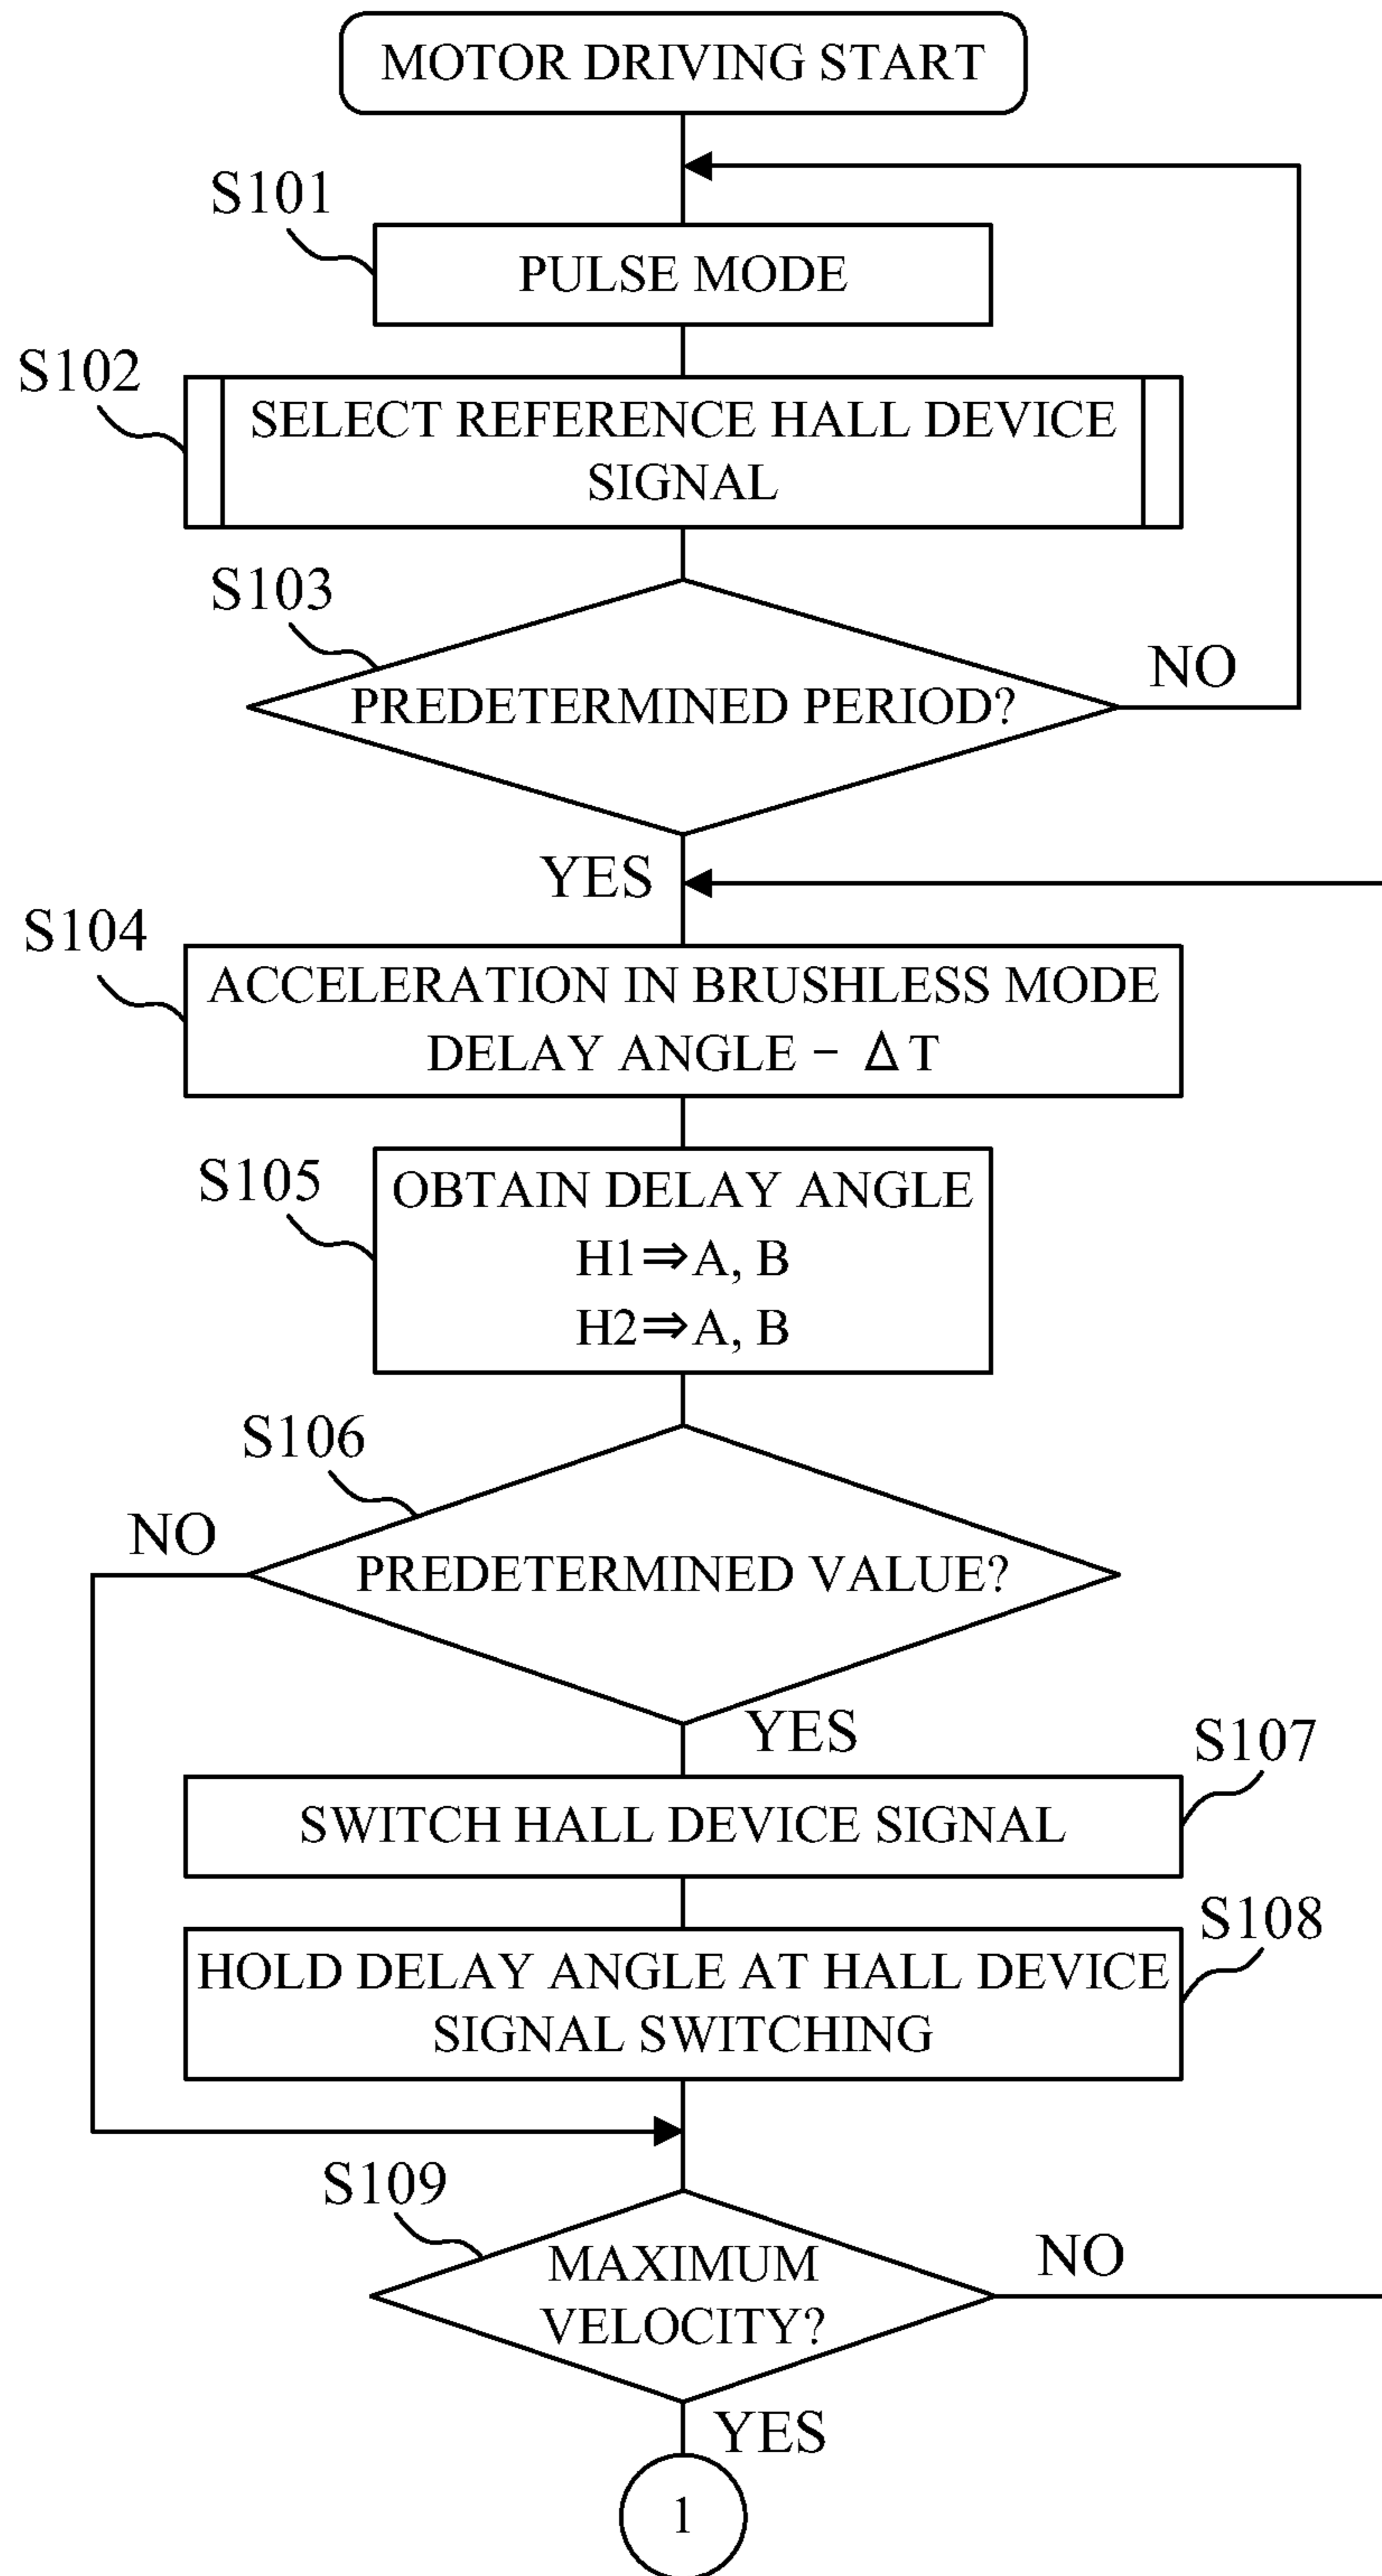 MOTOR DRIVING START
S101
PULSE MODE
S102
SELECT REFERENCE HALL DEVICE
SIGNAL
S103
PREDETERMINED PERIOD?
NO
YES
S104
ACCELERATION IN BRUSHLESS MODE
DELAY ANGLE − Δ T
S105
OBTAIN DELAY ANGLE
H1⇒A, B
H2⇒A, B
S106
NO
PREDETERMINED VALUE?
YES
S107
SWITCH HALL DEVICE SIGNAL
S108
HOLD DELAY ANGLE AT HALL DEVICE
SIGNAL SWITCHING
S109
MAXIMUM
VELOCITY?
NO
YES
1